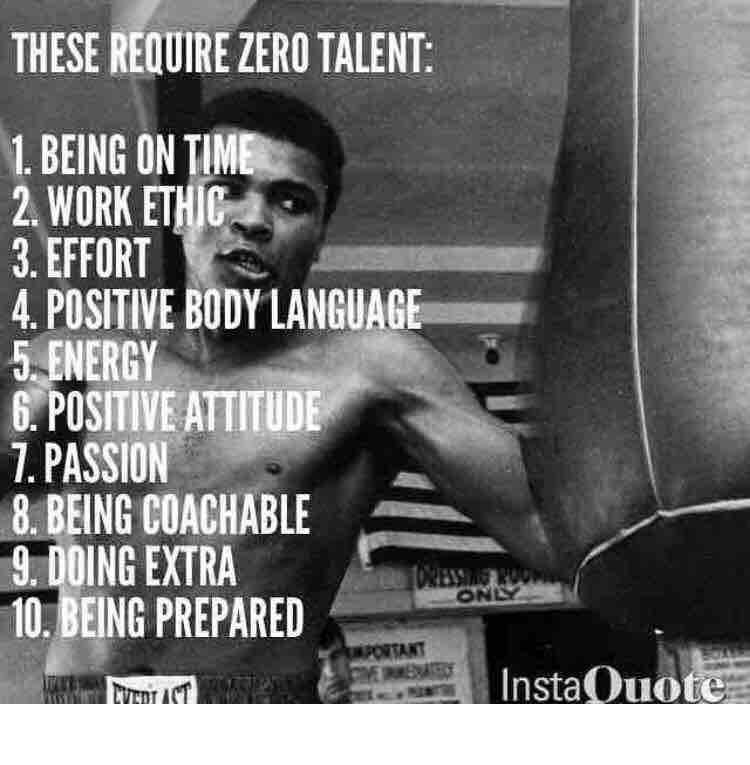 THESE REQUIRE ZERO TALENT:
1. BEING ON TIME
2. WORK ETHIC
3. EFFORT
4. POSITIVE BODY LANGUAGE
5. ENERGY
6. POSITIVE ATTITUDE
7. PASSION
8. BEING COACHABLE
9. DOING EXTRA
10. BEING PREPARED
DRESSING ROOM
ONLY
IMPORTANT
EVERLAST
InstaQuote